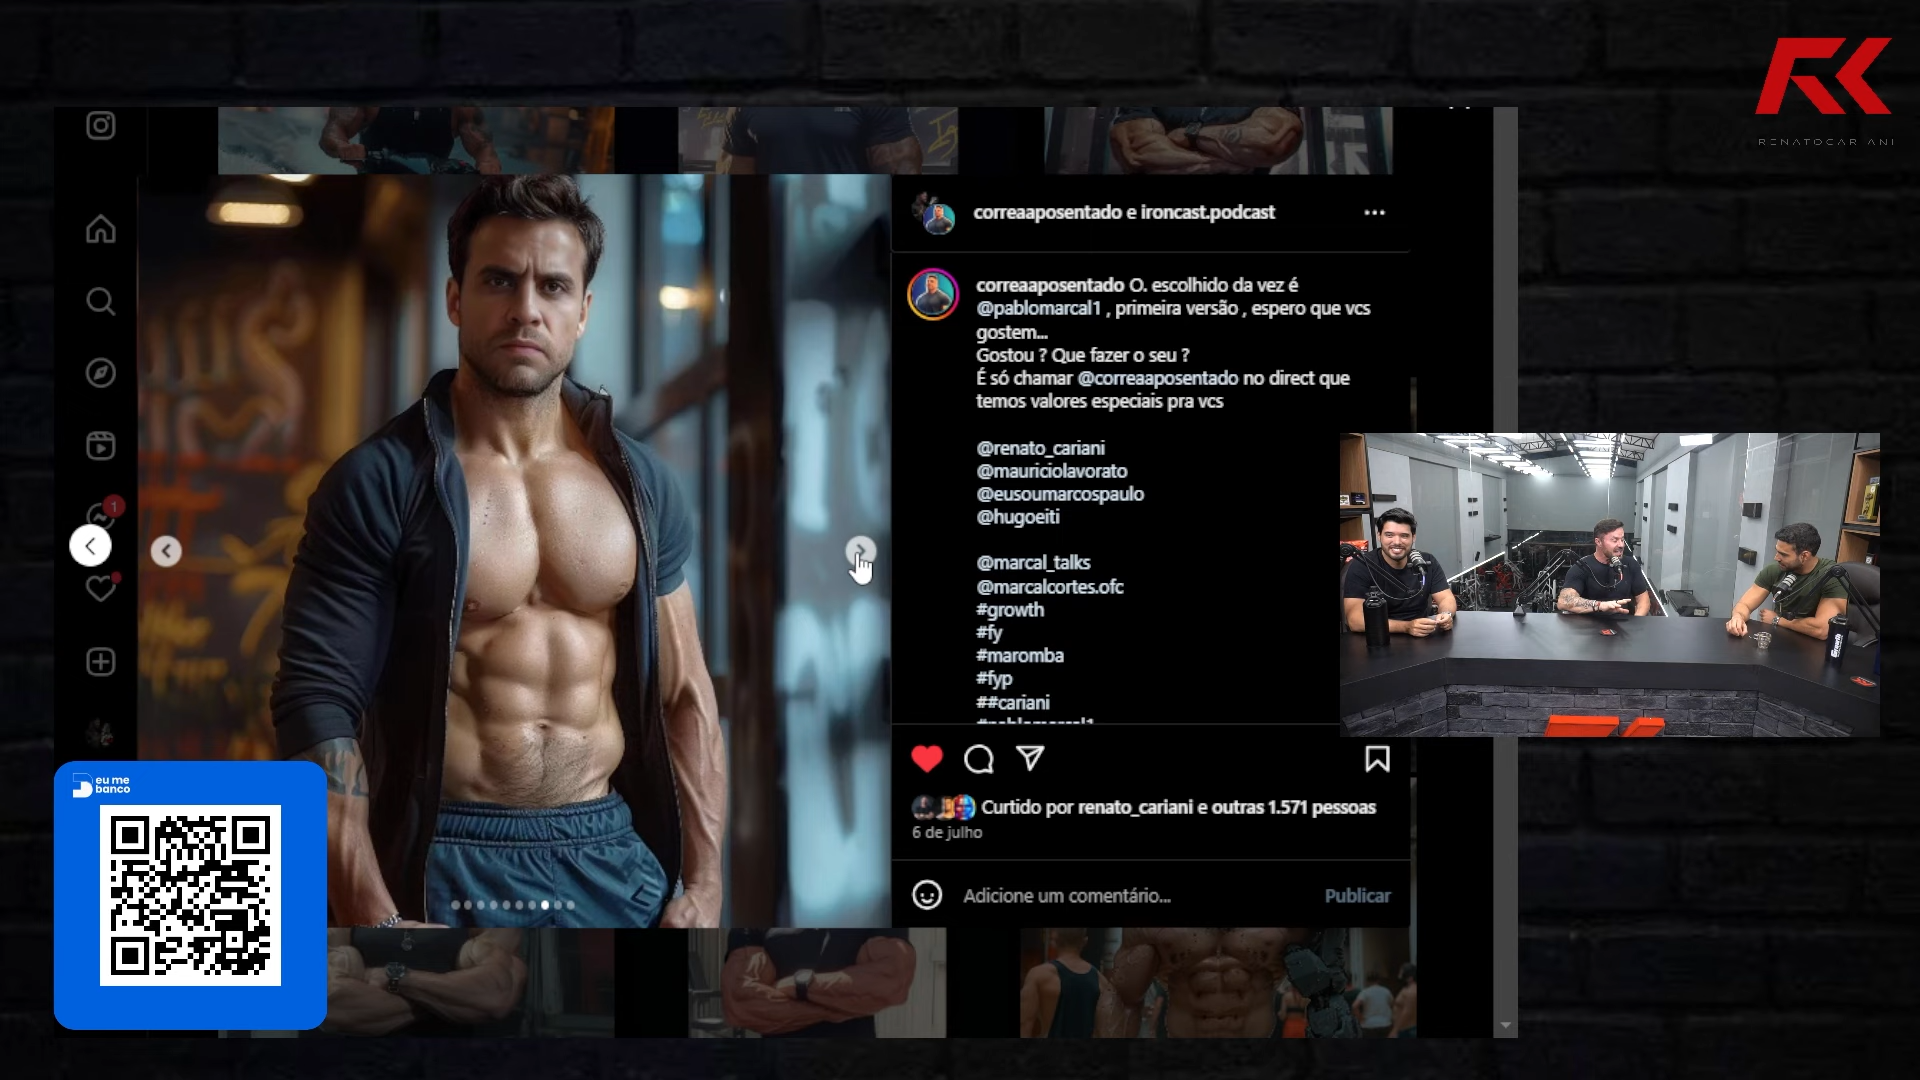 RENATOCARIANI
correaaposentado e ironcast.podcast
correaaposentado O. escolhido da vez é
@pablomarcal1 , primeira versão , espero que vcs
gostem...
Gostou ? Que fazer o seu ?
É só chamar @correaaposentado no direct que
temos valores especiais pra vcs
@renato_cariani
@mauriciolavorato
@eusoumarcospaulo
@hugoeiti
@marcal_talks
@marcalcortes.ofc
#growth
#fy
#maromba
#fyp
##cariani
#pablomarcal1
1
Curtido por renato_cariani e outras 1.571 pessoas
6 de julho
Adicione um comentário...
Publicar
eu me
banco